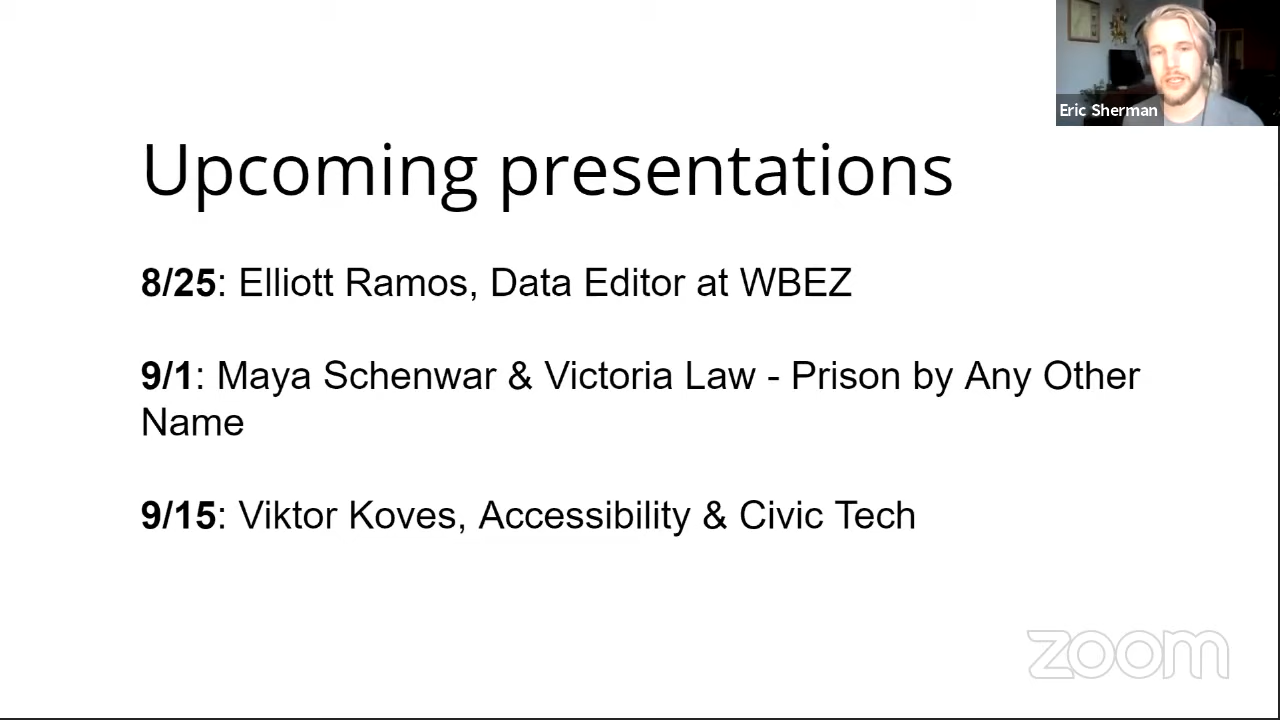 Eric Sherman
Upcoming presentations
8/25: Elliott Ramos, Data Editor at WBEZ
9/1: Maya Schenwar & Victoria Law - Prison by Any Other
Name
9/15: Viktor Koves, Accessibility & Civic Tech
zoom